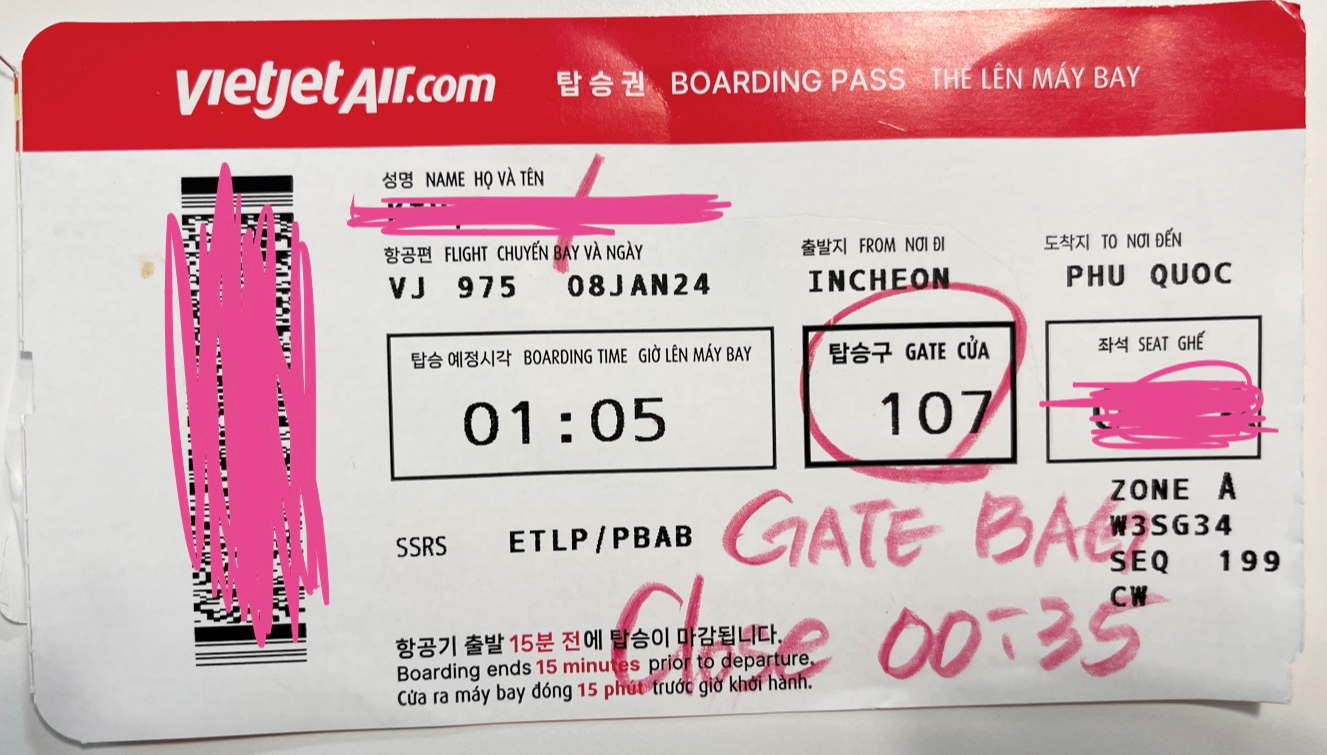 vietjetAir.com 탑승권 BOARDING PASS THẺ LÊN MÁY BAY
성명 NAME HỌ VÀ TÊN
항공편 FLIGHT CHUYẾN BAY VÀ NGÀY
VJ 975 08JAN24
출발지 FROM NƠI ĐI
INCHEON
도착지 TO NƠI ĐẾN
PHU QUOC
탑승 예정시각 BOARDING TIME GIỜ LÊN MÁY BAY
01:05
탑승구 GATE CỬA
107
좌석 SEAT GHẾ
ZONE A
W3SG34
SEQ 199
CW
SSRS ETLP/PBAB
GATE BAG
Close 00:35
항공기 출발 15분 전에 탑승이 마감됩니다.
Boarding ends 15 minutes prior to departure.
Cửa ra máy bay đóng 15 phút trước giờ khởi hành.